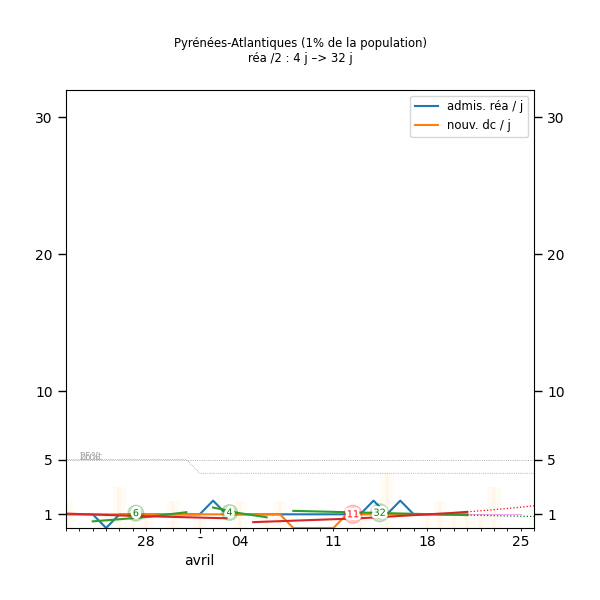 Pyrénées-Atlantiques (1% de la population)
réa /2 : 4 j –> 32 j
admis. réa / j
nouv. dc / j
30 30
20 20
10 10
5 5
1 1
6 4 11 32
28 - 04 11 18 25
avril